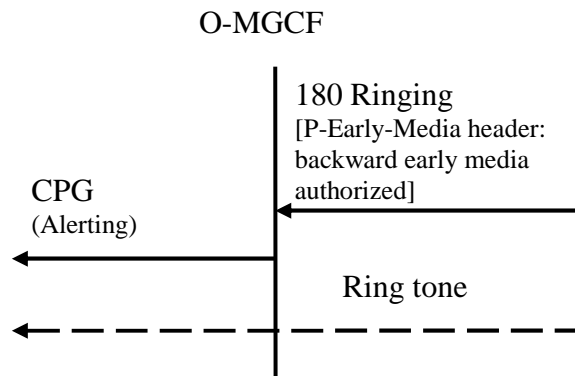 O-MGCF
180 Ringing
[P-Early-Media header:
backward early media
authorized]
CPG
(Alerting)
Ring tone